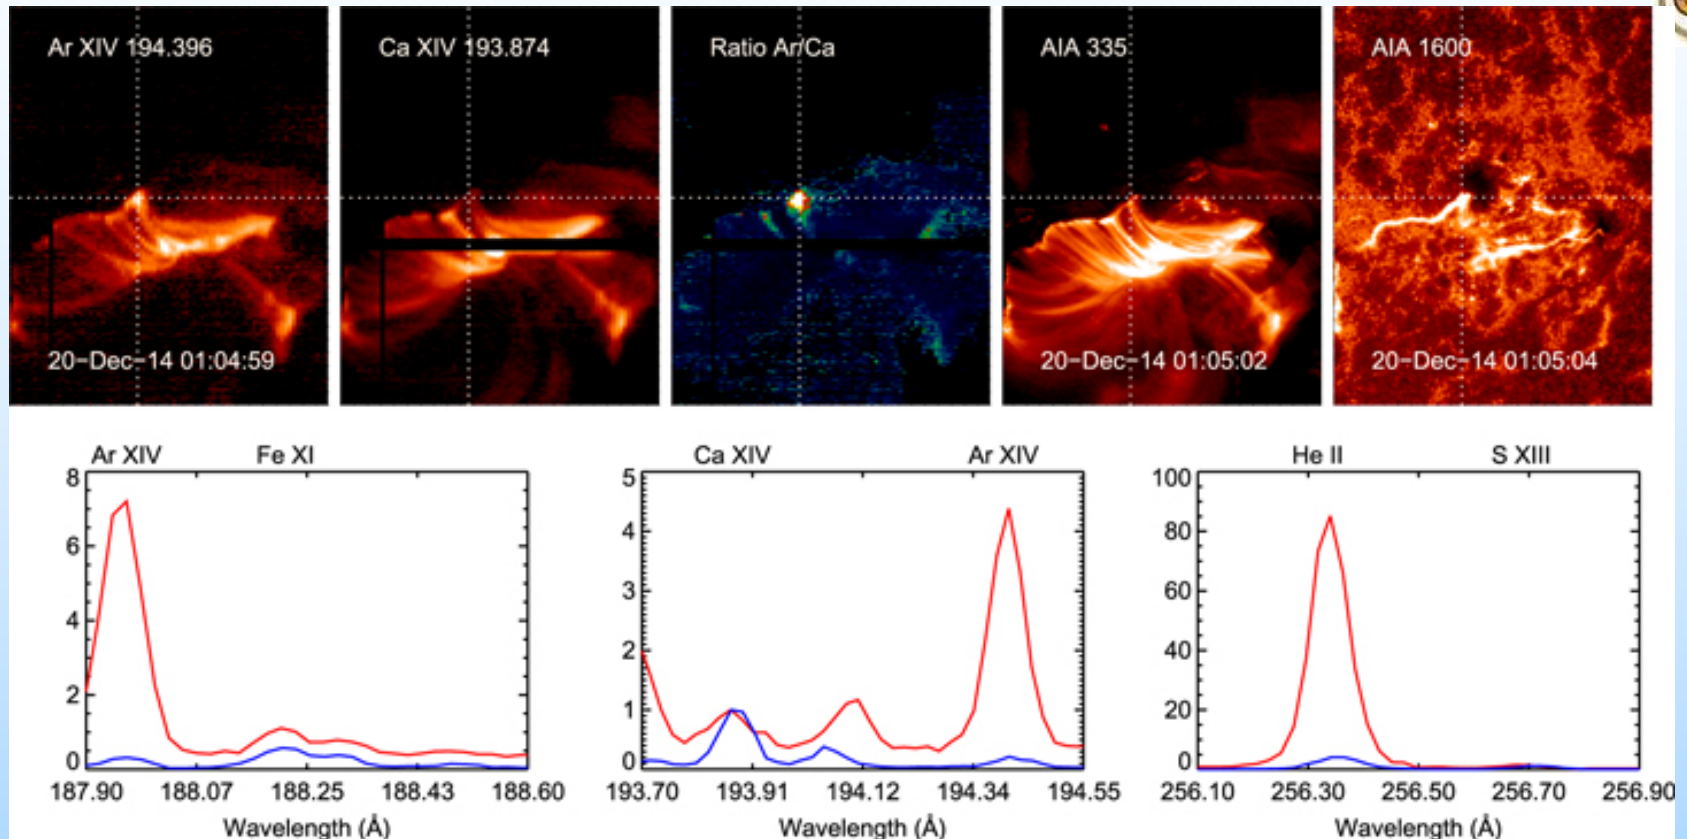 Ar XIV 194.396
Ca XIV 193.874
Ratio Ar/Ca
AIA 335
AIA 1600
20-Dec-14 01:04:59
20-Dec-14 01:05:02
20-Dec-14 01:05:04
Ar XIV Fe XI
8
6
4
2
0
187.90 188.07 188.25 188.43 188.60
Wavelength (Å)
Ca XIV Ar XIV
5
4
3
2
1
0
193.70 193.91 194.12 194.34 194.55
Wavelength (Å)
He II S XIII
100
80
60
40
20
0
256.10 256.30 256.50 256.70 256.90
Wavelength (Å)